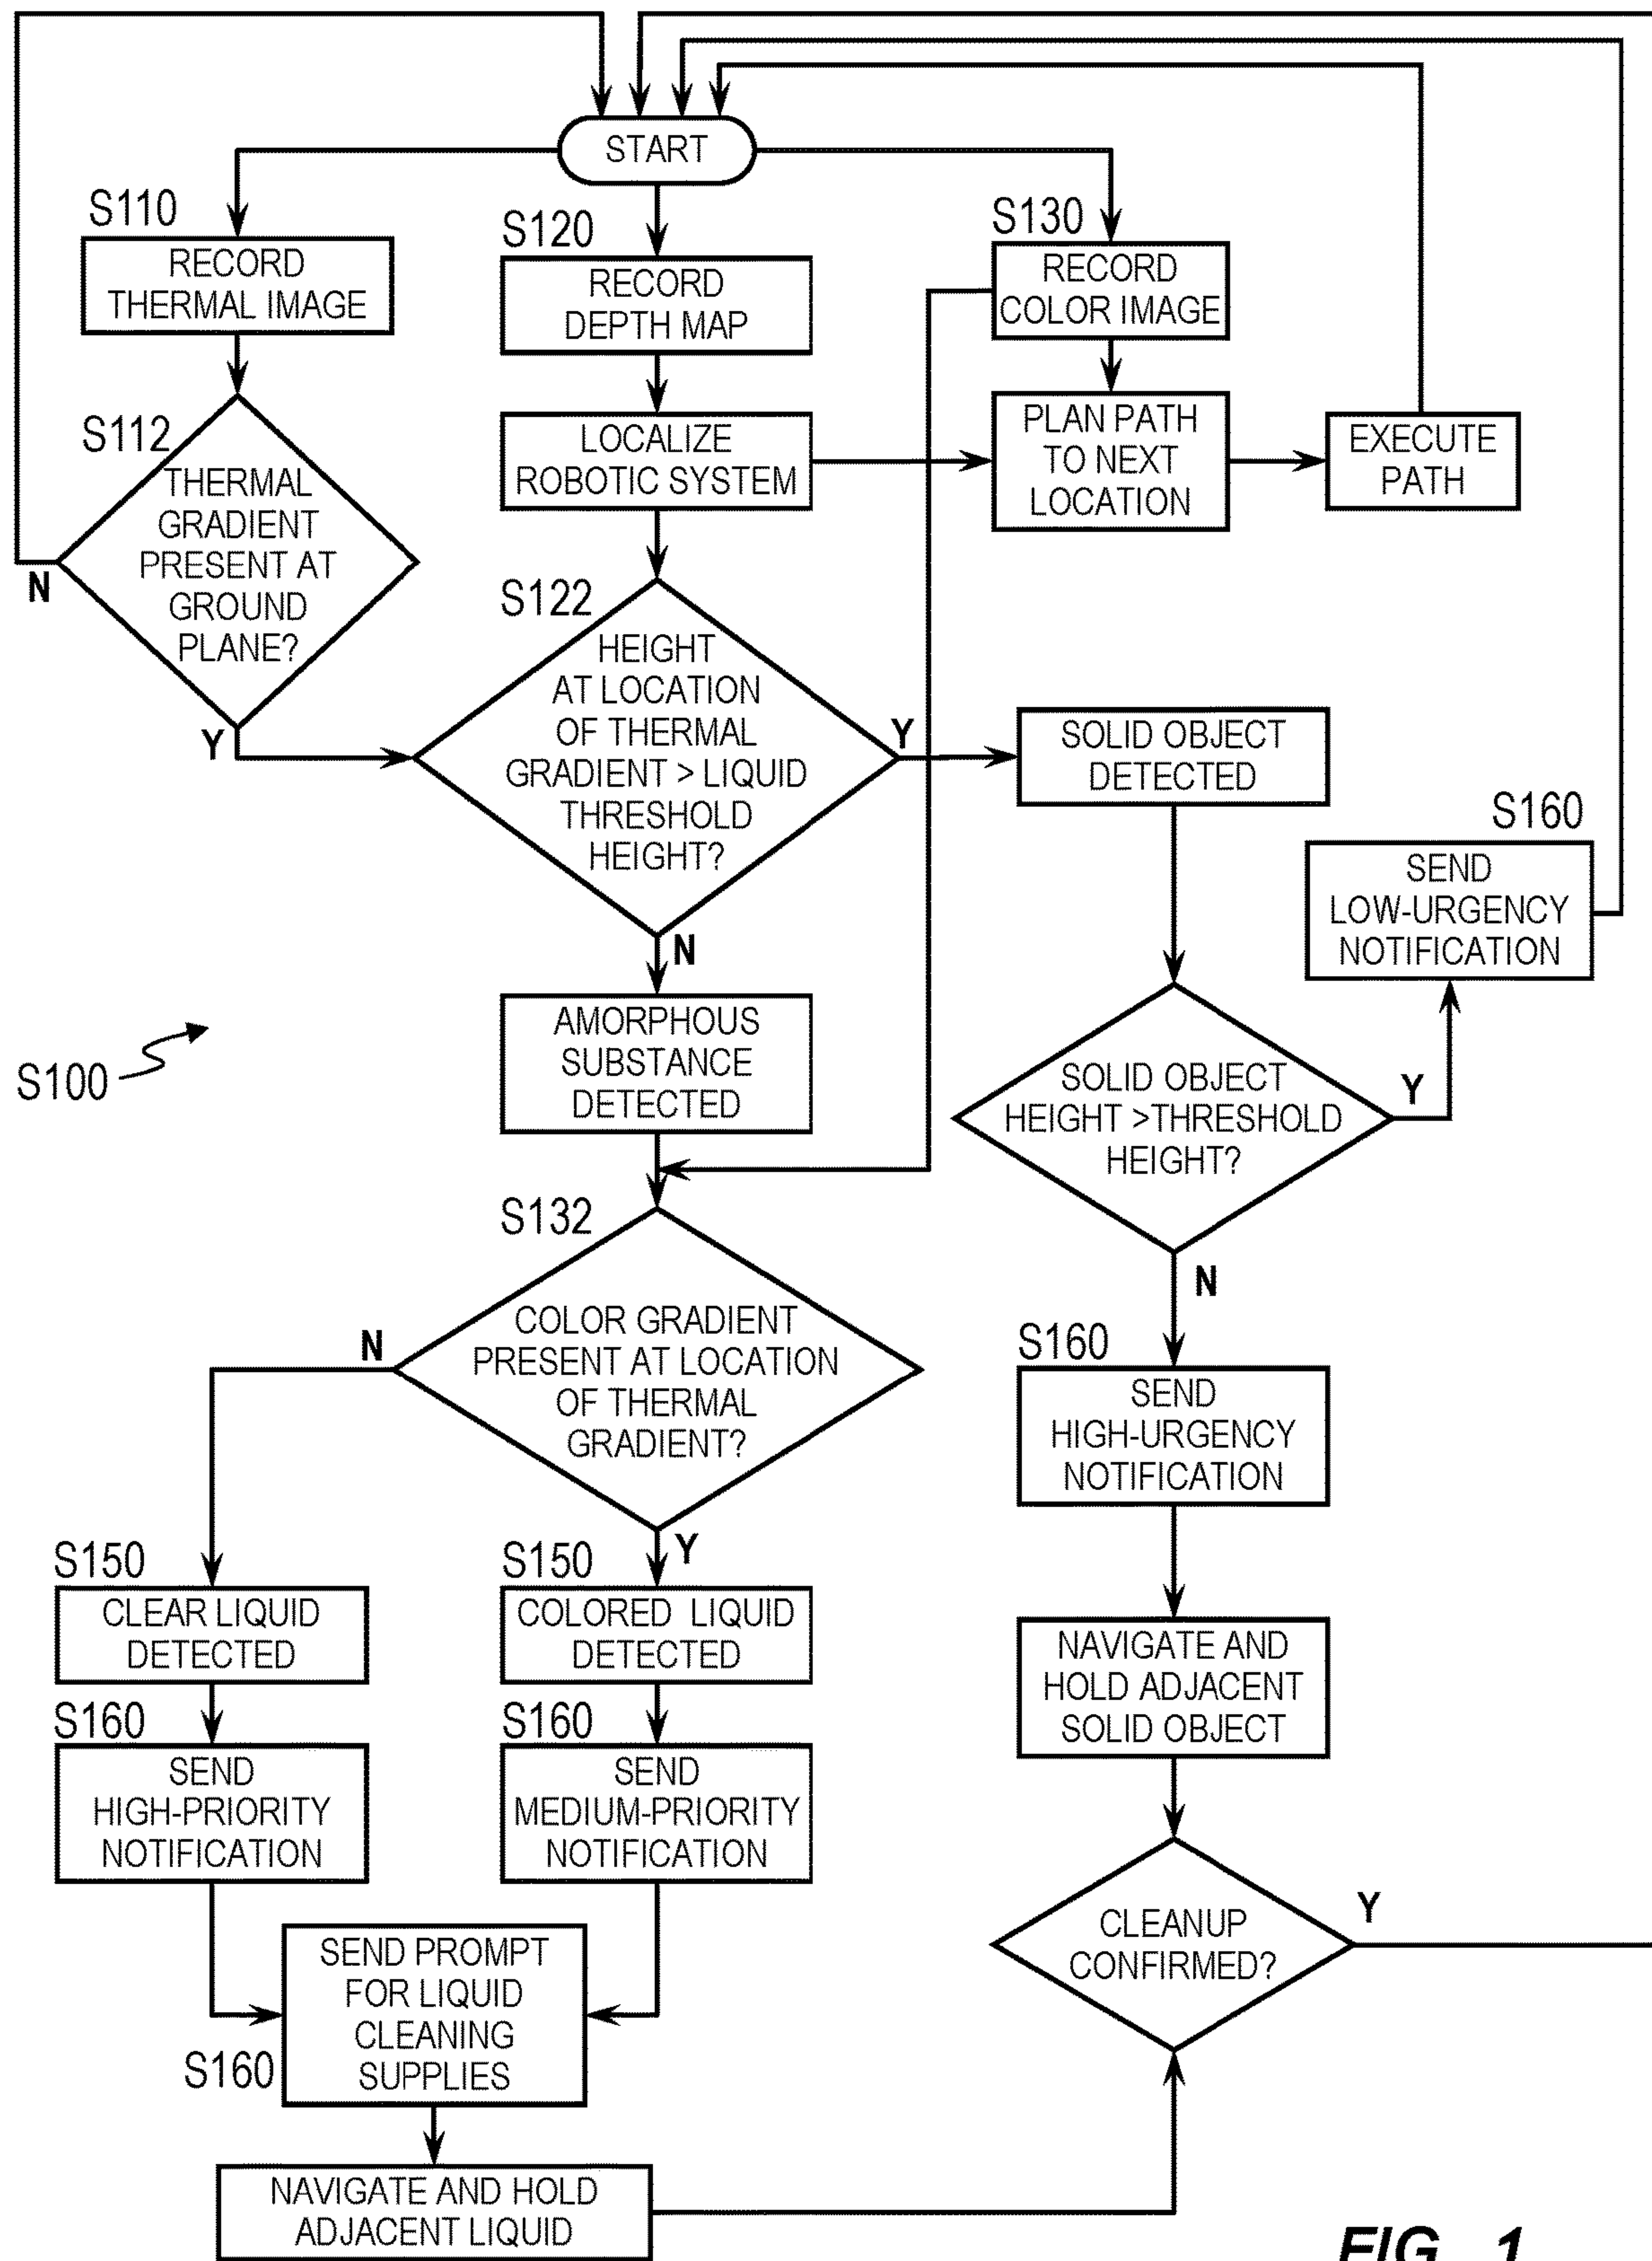 START
S110
RECORD
THERMAL IMAGE
S120
RECORD
DEPTH MAP
S130
RECORD
COLOR IMAGE
S112
THERMAL
GRADIENT
PRESENT AT
GROUND
PLANE?
N
Y
LOCALIZE
ROBOTIC SYSTEM
PLAN PATH
TO NEXT
LOCATION
EXECUTE
PATH
S122
HEIGHT
AT LOCATION
OF THERMAL
GRADIENT > LIQUID
THRESHOLD
HEIGHT?
Y
N
SOLID OBJECT
DETECTED
S160
SEND
LOW-URGENCY
NOTIFICATION
S100
AMORPHOUS
SUBSTANCE
DETECTED
SOLID OBJECT
HEIGHT >THRESHOLD
HEIGHT?
Y
N
S132
COLOR GRADIENT
PRESENT AT LOCATION
OF THERMAL
GRADIENT?
N
Y
S160
SEND
HIGH-URGENCY
NOTIFICATION
S150
CLEAR LIQUID
DETECTED
S150
COLORED LIQUID
DETECTED
NAVIGATE AND
HOLD ADJACENT
SOLID OBJECT
S160
SEND
HIGH-PRIORITY
NOTIFICATION
S160
SEND
MEDIUM-PRIORITY
NOTIFICATION
CLEANUP
CONFIRMED?
Y
SEND PROMPT
FOR LIQUID
CLEANING
SUPPLIES
S160
NAVIGATE AND HOLD
ADJACENT LIQUID
FIG. 1